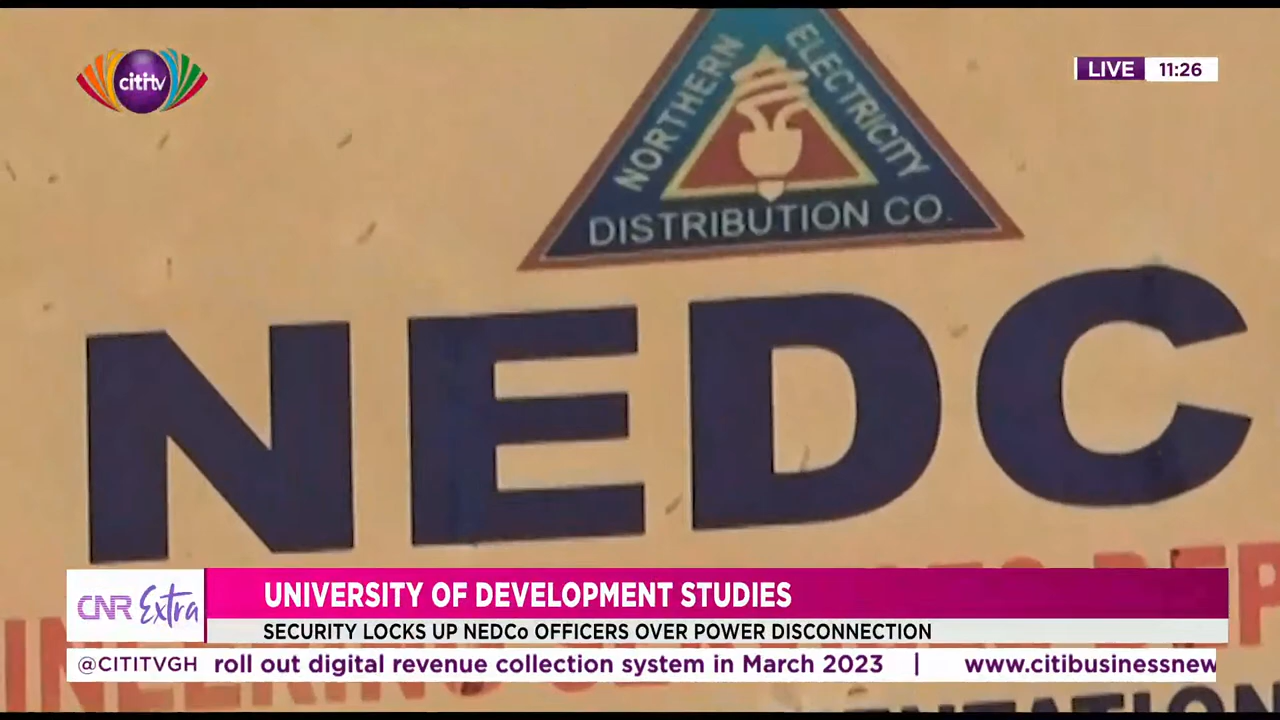 citi tv
LIVE 11:26
NORTHERN ELECTRICITY
DISTRIBUTION CO.
NEDC
UNIVERSITY OF DEVELOPMENT STUDIES
CNR Extra
SECURITY LOCKS UP NEDCo OFFICERS OVER POWER DISCONNECTION
@CITITVGH roll out digital revenue collection system in March 2023 | www.citibusinessnew